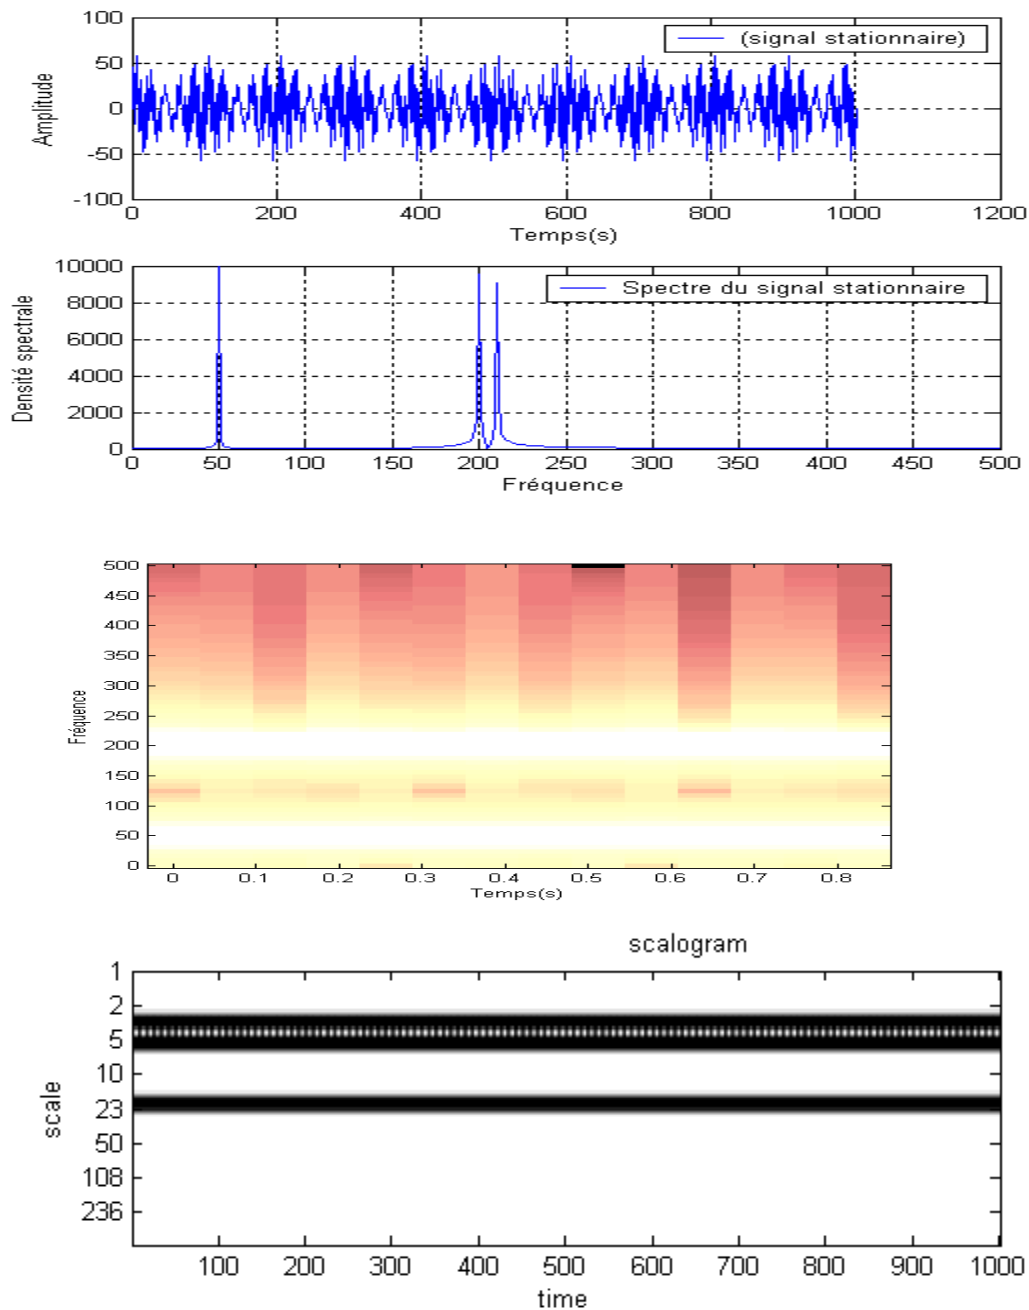 100
50
0
-50
-100
Amplitude
(signal stationnaire)
0 200 400 600 800 1000 1200
Temps(s)
10000
8000
6000
4000
2000
0
Densité spectrale
Spectre du signal stationnaire
0 50 100 150 200 250 300 350 400 450 500
Fréquence
500
450
400
350
300
250
200
150
100
50
0
Fréquence
0 0.1 0.2 0.3 0.4 0.5 0.6 0.7 0.8
Temps(s)
scalogram
1
2
5
10
23
50
108
236
scale
100 200 300 400 500 600 700 800 900 1000
time